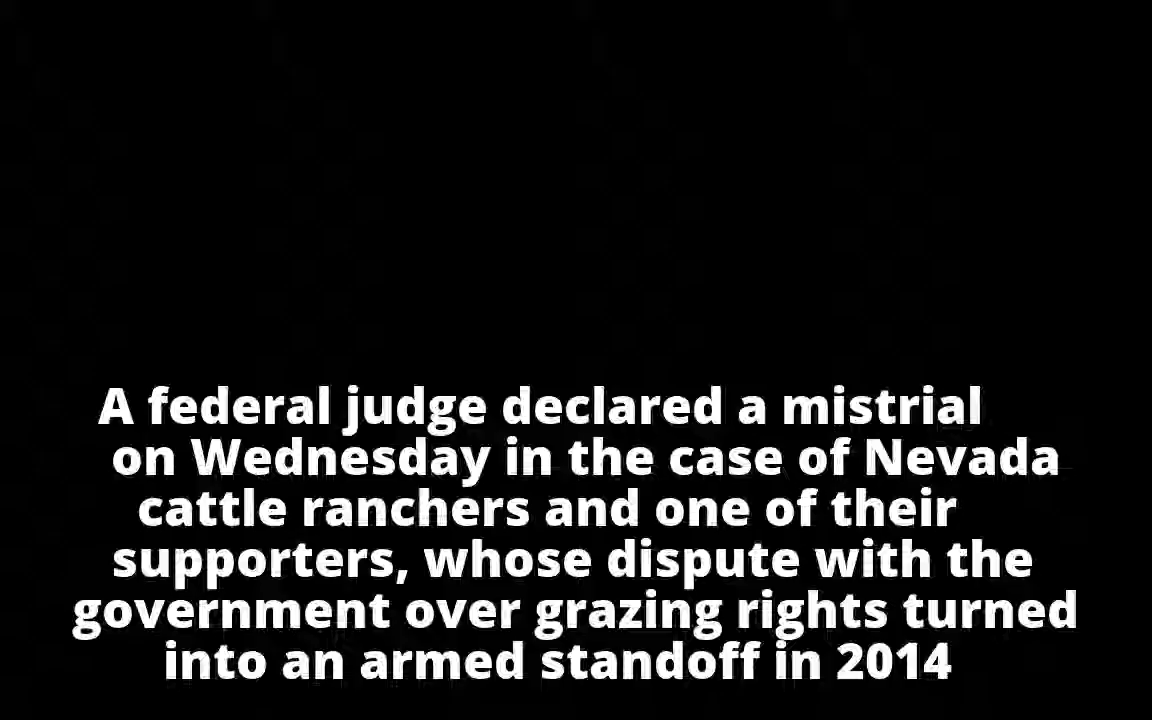 A federal judge declared a mistrial
on Wednesday in the case of Nevada
cattle ranchers and one of their
supporters, whose dispute with the
government over grazing rights turned
into an armed standoff in 2014